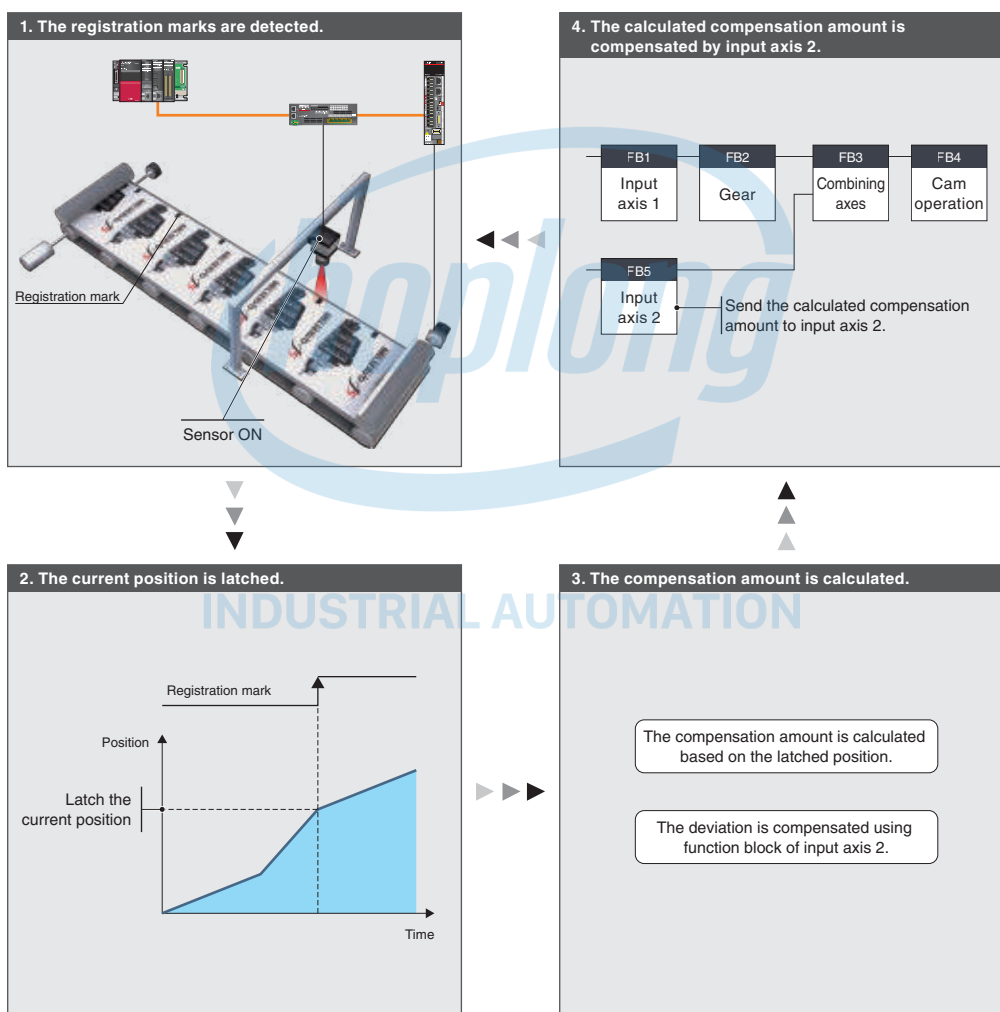 1. The registration marks are detected.
Registration mark
Sensor ON
2. The current position is latched.
Registration mark
Position
Latch the
current position
Time
3. The compensation amount is calculated.
The compensation amount is calculated
based on the latched position.
The deviation is compensated using
function block of input axis 2.
4. The calculated compensation amount is
compensated by input axis 2.
FB1
Input
axis 1
FB2
Gear
FB3
Combining
axes
FB4
Cam
operation
FB5
Input
axis 2
Send the calculated compensation
amount to input axis 2.
hoplong
INDUSTRIAL AUTOMATION